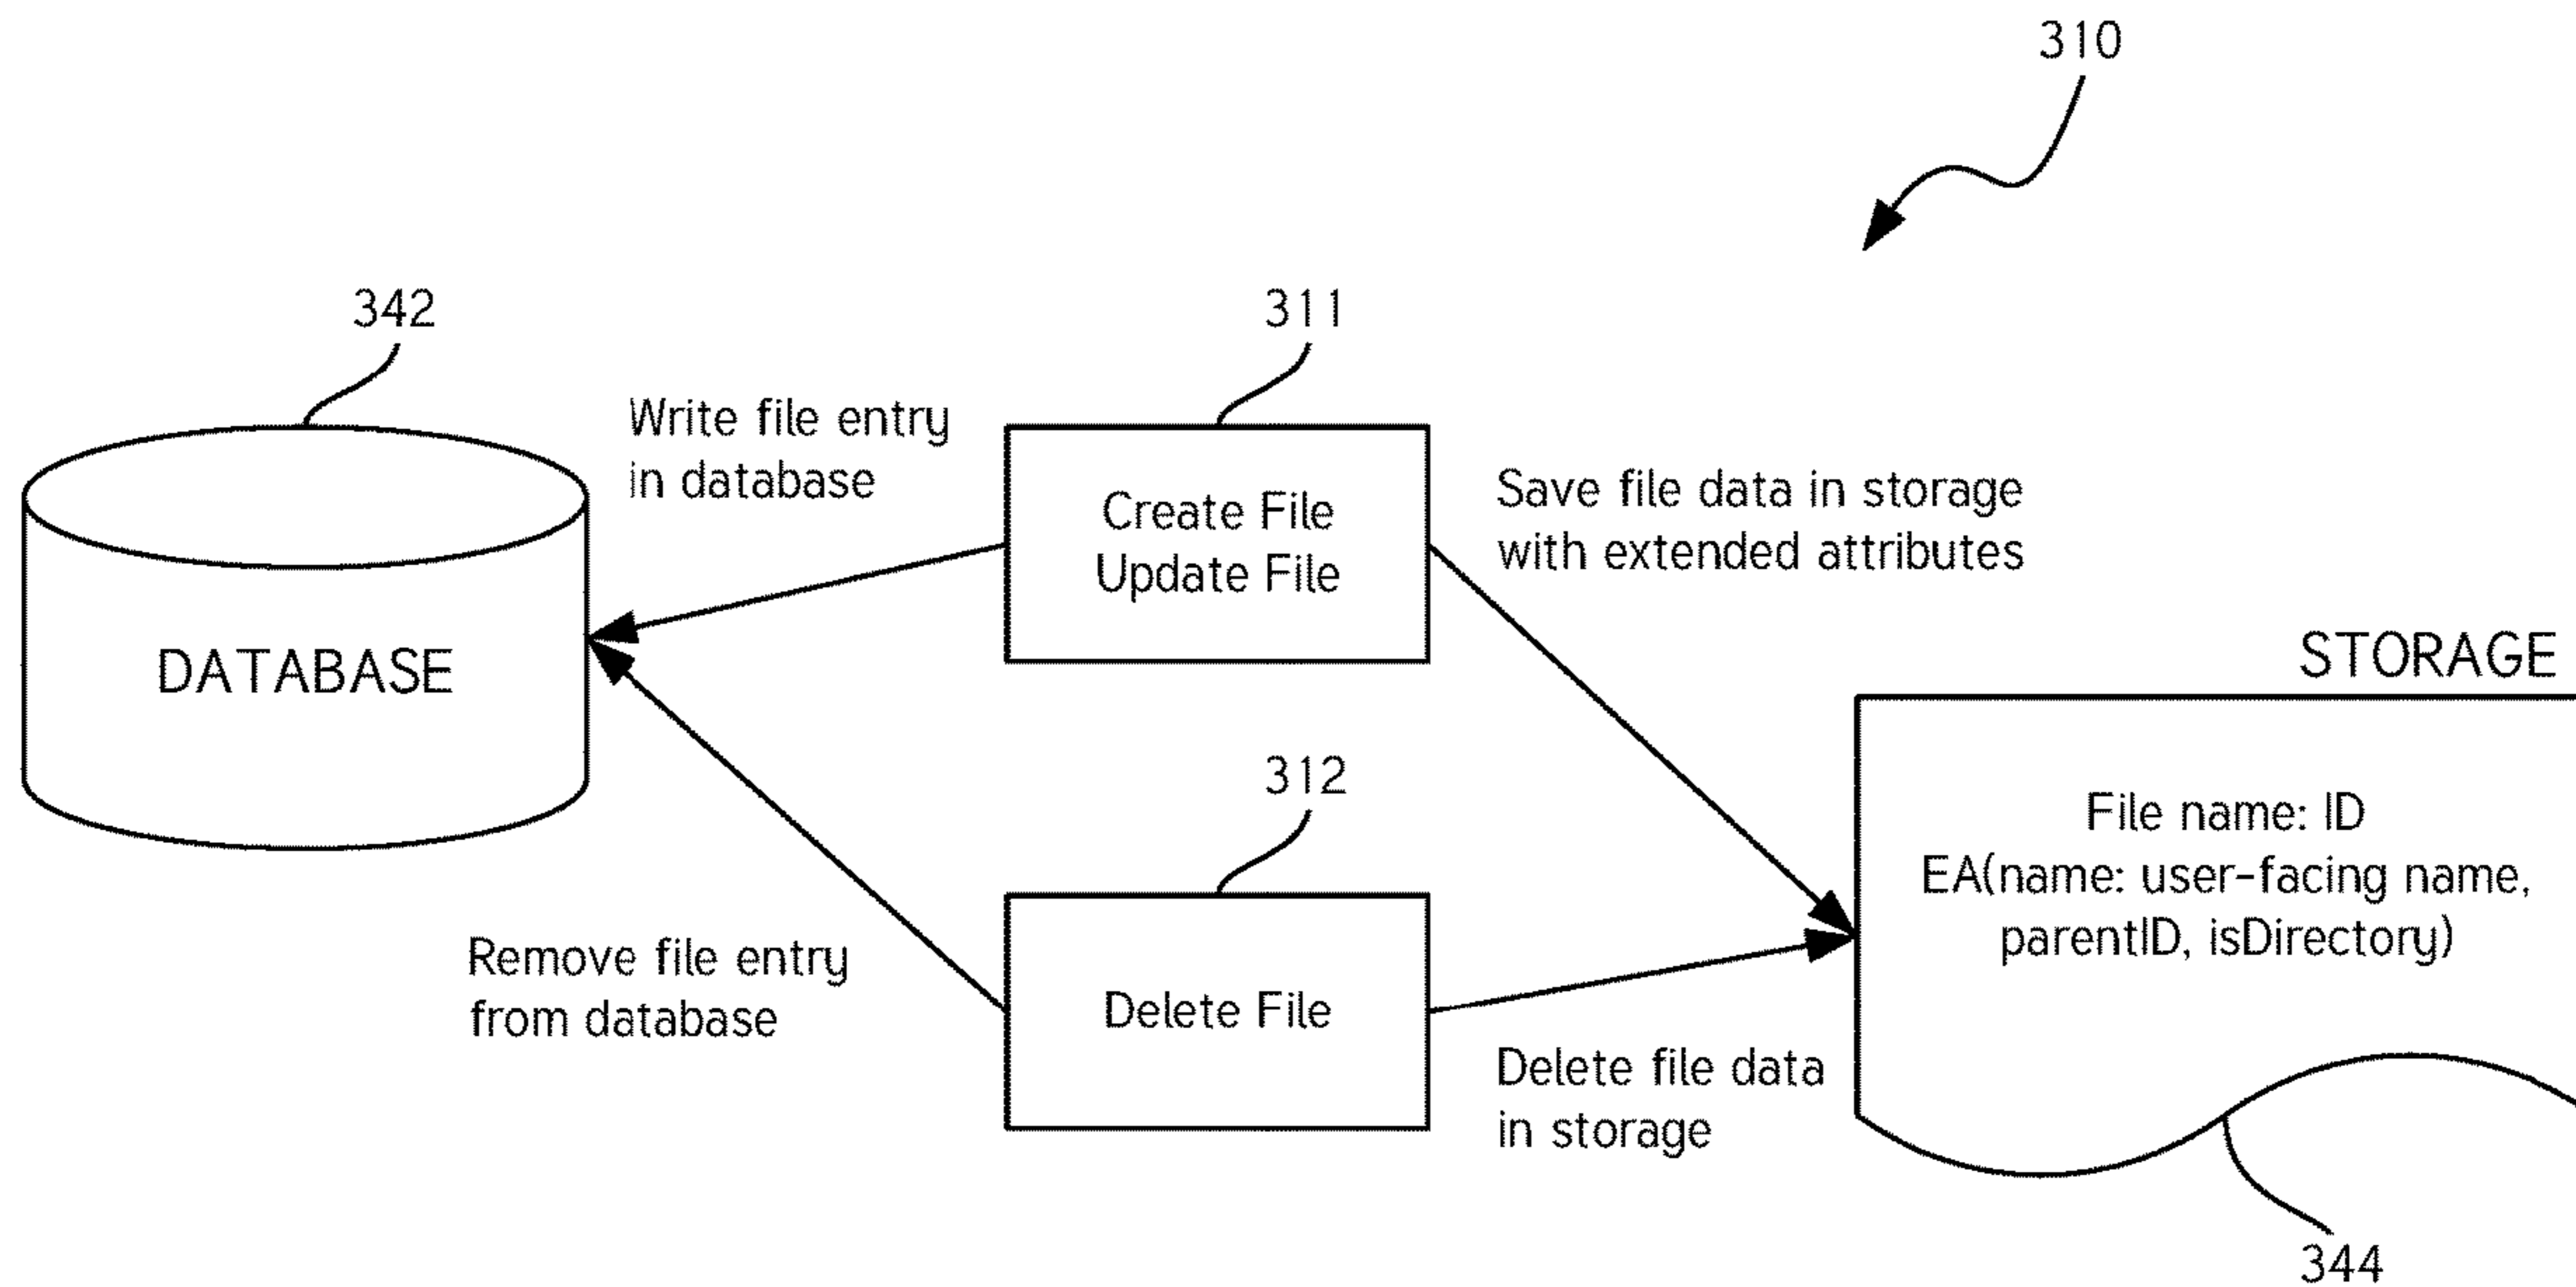 310
342
311
Write file entry
in database
Create File
Update File
Save file data in storage
with extended attributes
DATABASE
STORAGE
312
File name: ID
EA(name: user-facing name,
parentID, isDirectory)
Remove file entry
from database
Delete File
Delete file data
in storage
344